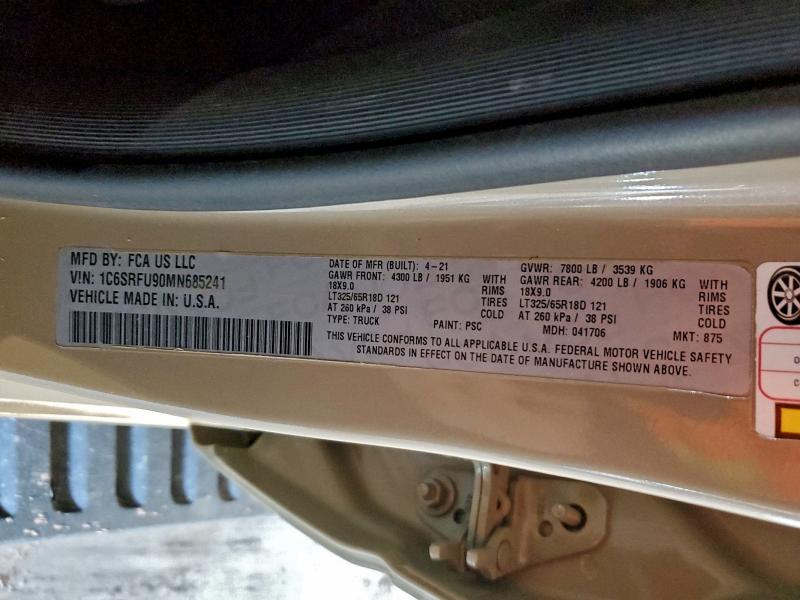 MFD BY: FCA US LLC
VIN: 1C6SRFU90MN685241
VEHICLE MADE IN: U.S.A.
DATE OF MFR (BUILT): 4-21
GAWR FRONT: 4300 LB / 1951 KG WITH
18X9.0 RIMS
LT325/65R18D 121 TIRES
AT 260 kPa / 38 PSI COLD
TYPE: TRUCK PAINT: PSC
GVWR: 7800 LB / 3539 KG
GAWR REAR: 4200 LB / 1906 KG WITH
18X9.0 RIMS
LT325/65R18D 121 TIRES
AT 260 kPa / 38 PSI COLD
MDH: 041706 MKT: 875
THIS VEHICLE CONFORMS TO ALL APPLICABLE U.S.A. FEDERAL MOTOR VEHICLE SAFETY
STANDARDS IN EFFECT ON THE DATE OF MANUFACTURE SHOWN ABOVE.